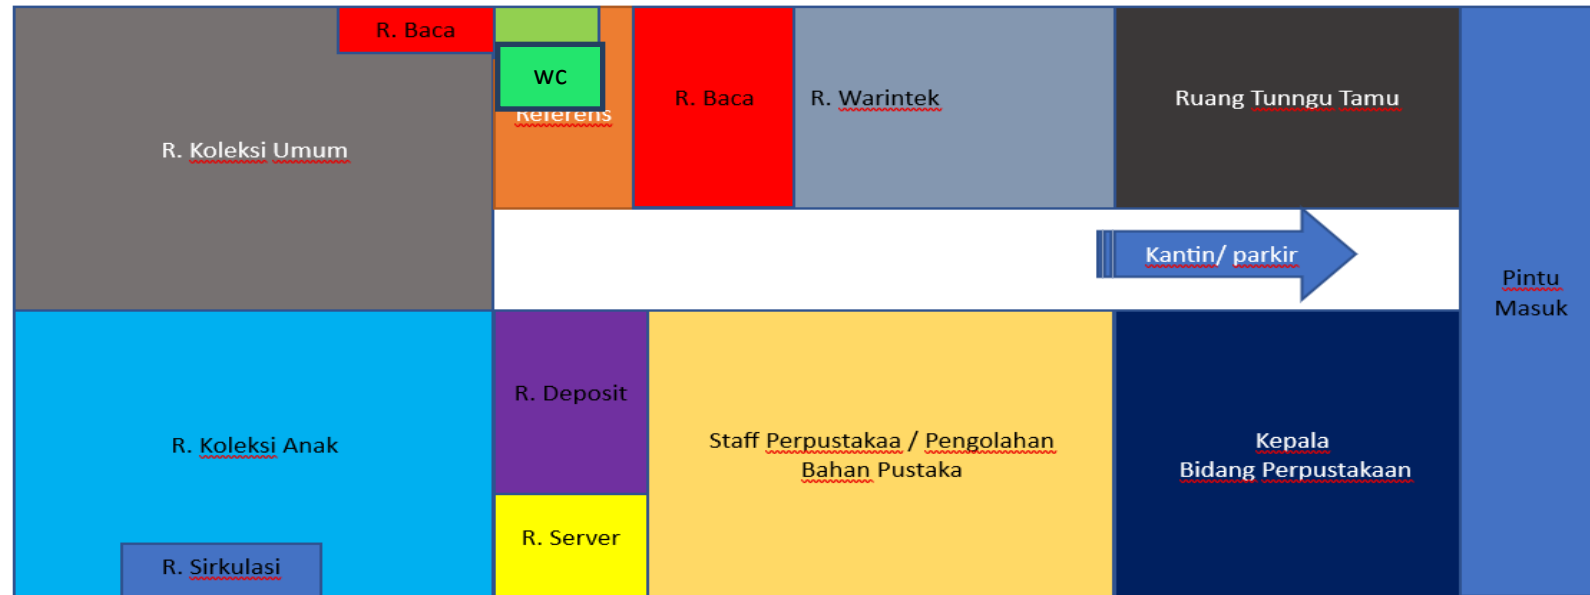 R. Baca
WC
Referens
R. Baca
R. Warintek
Ruang Tunngu Tamu
R. Koleksi Umum
Kantin/ parkir
Pintu
Masuk
R. Deposit
R. Koleksi Anak
Staff Perpustakaa / Pengolahan
Bahan Pustaka
Kepala
Bidang Perpustakaan
R. Server
R. Sirkulasi